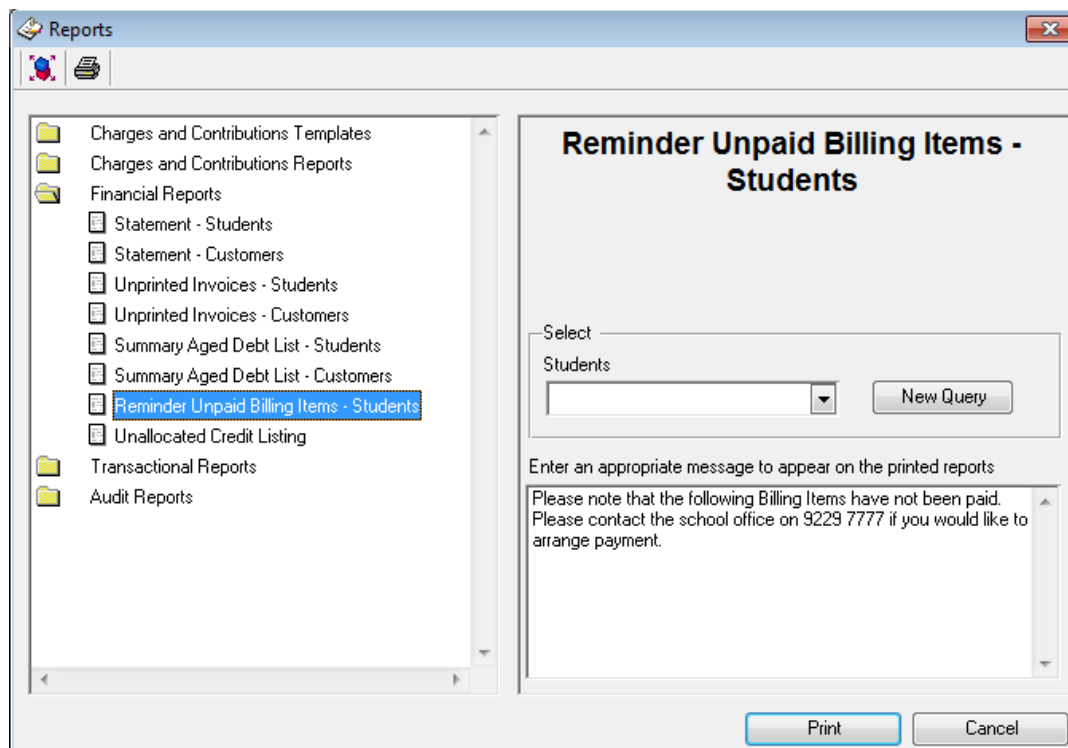 Reports
Charges and Contributions Templates
Charges and Contributions Reports
Financial Reports
Statement - Students
Statement - Customers
Unprinted Invoices - Students
Unprinted Invoices - Customers
Summary Aged Debt List - Students
Summary Aged Debt List - Customers
Reminder Unpaid Billing Items - Students
Unallocated Credit Listing
Transactional Reports
Audit Reports
Reminder Unpaid Billing Items -
Students
Select
Students
New Query
Enter an appropriate message to appear on the printed reports
Please note that the following Billing Items have not been paid.
Please contact the school office on 9229 7777 if you would like to
arrange payment.
Print
Cancel